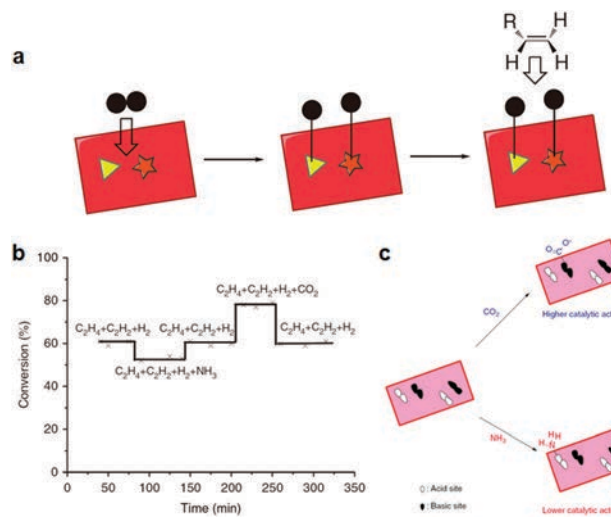 a
R H
H H
b
C₂H₄+C₂H₂+H₂+CO₂
C₂H₄+C₂H₂+H₂ C₂H₄+C₂H₂+H₂ C₂H₄+C₂H₂+H₂
C₂H₄+C₂H₂+H₂+NH₃
Conversion (%)
100
80
60
40
20
0
0 50 100 150 200 250 300 350
Time (min)
c
O C O
CO₂
Higher catalytic act
NH₃
H H
H N
Lower catalytic act
: Acid site
: Basic site